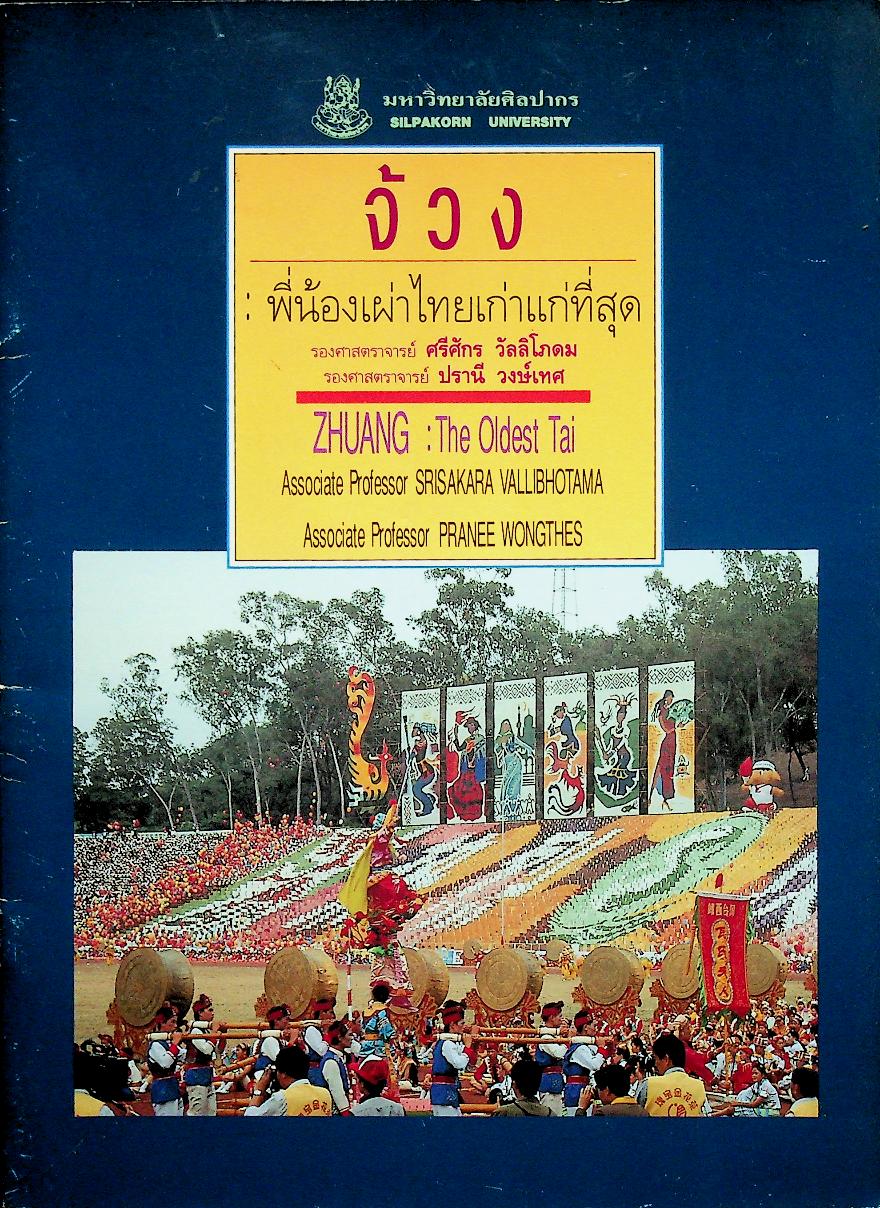 มหาวิทยาลัยศิลปากร
SILPAKORN UNIVERSITY
จ้วง
: พี่น้องเผ่าไทยเก่าแก่ที่สุด
รองศาสตราจารย์ ศรีศักร วัลลิโภดม
รองศาสตราจารย์ ปรานี วงษ์เทศ
ZHUANG : The Oldest Tai
Associate Professor SRISAKARA VALLIBHOTAMA
Associate Professor PRANEE WONGTHES